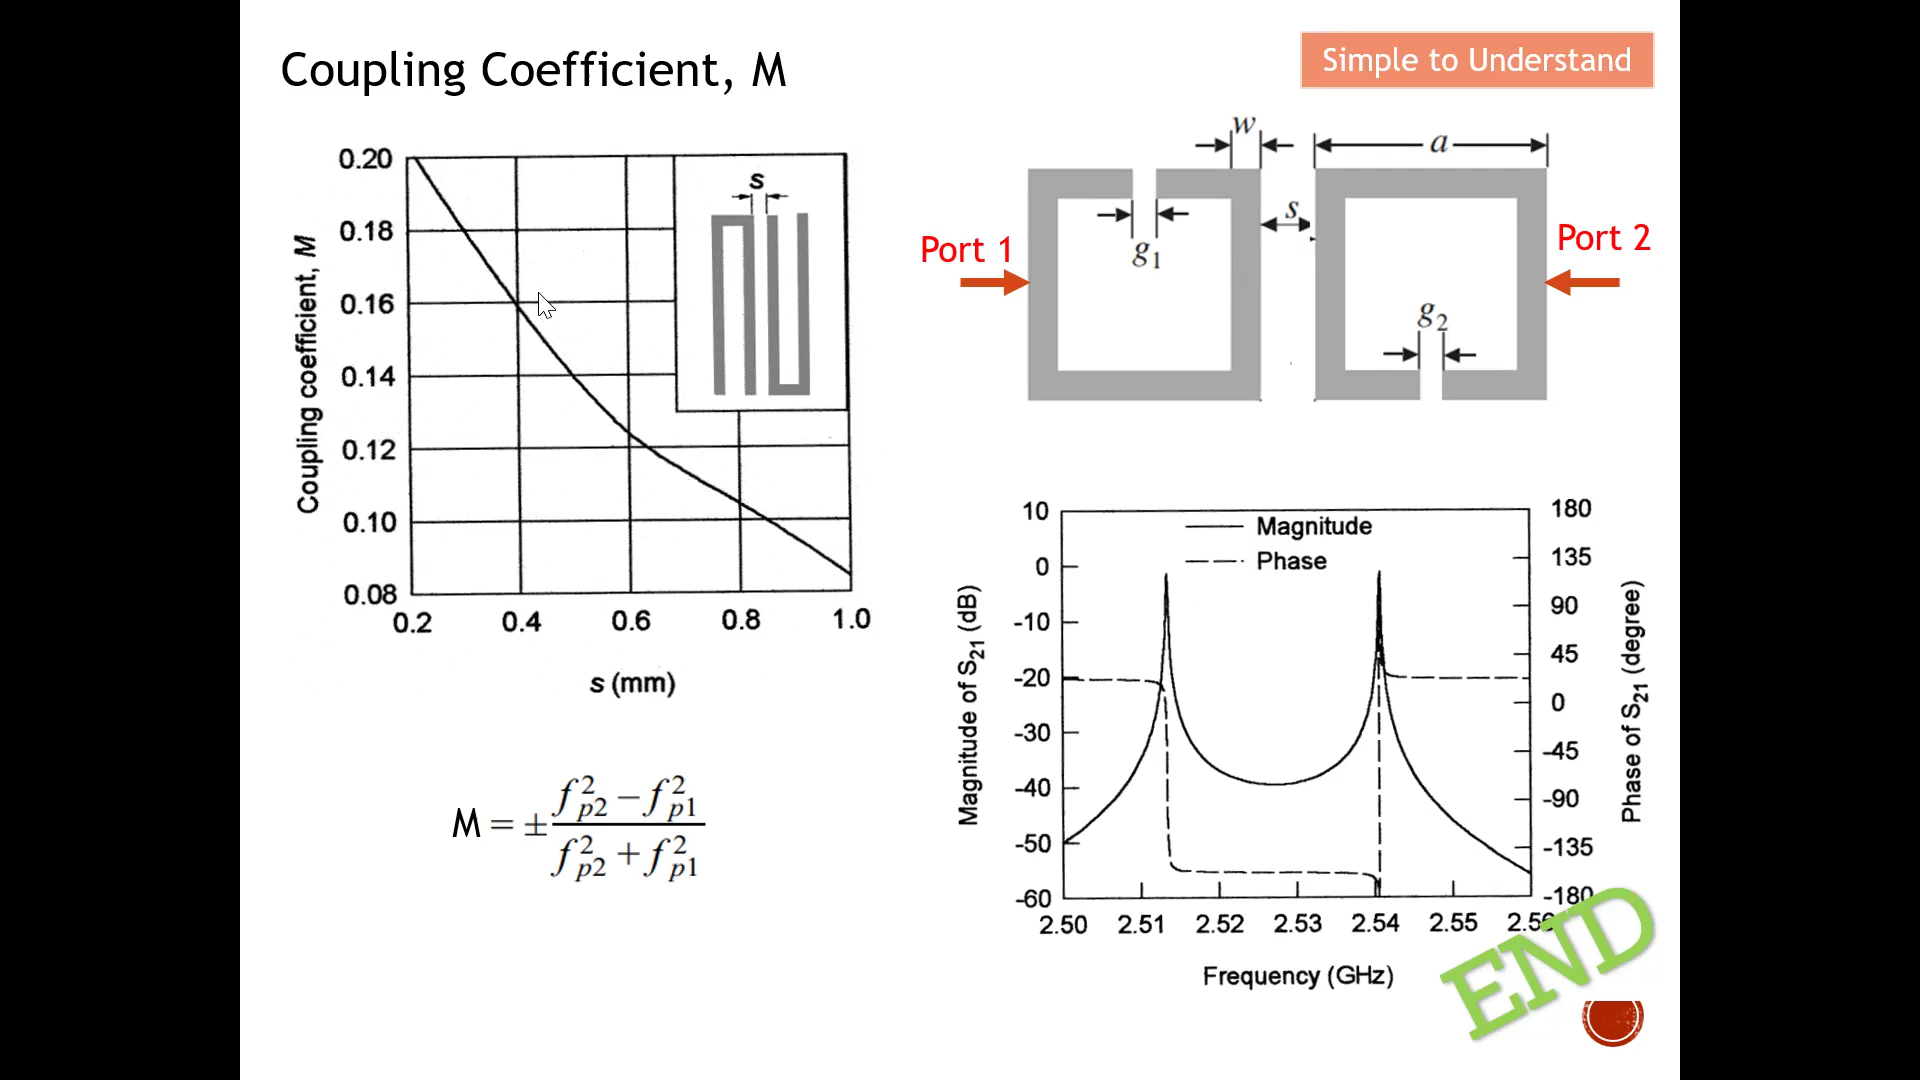 Coupling Coefficient, M
Simple to Understand
0.20
0.18
0.16
0.14
0.12
0.10
0.08
Coupling coefficient, M
s
0.2 0.4 0.6 0.8 1.0
s (mm)
M = ± f²p2 − f²p1 / f²p2 + f²p1
w
a
s
g1
g2
Port 1
Port 2
Magnitude
Phase
10
0
-10
-20
-30
-40
-50
-60
Magnitude of S21 (dB)
180
135
90
45
0
-45
-90
-135
-180
Phase of S21 (degree)
2.50 2.51 2.52 2.53 2.54 2.55 2.56
Frequency (GHz)
END